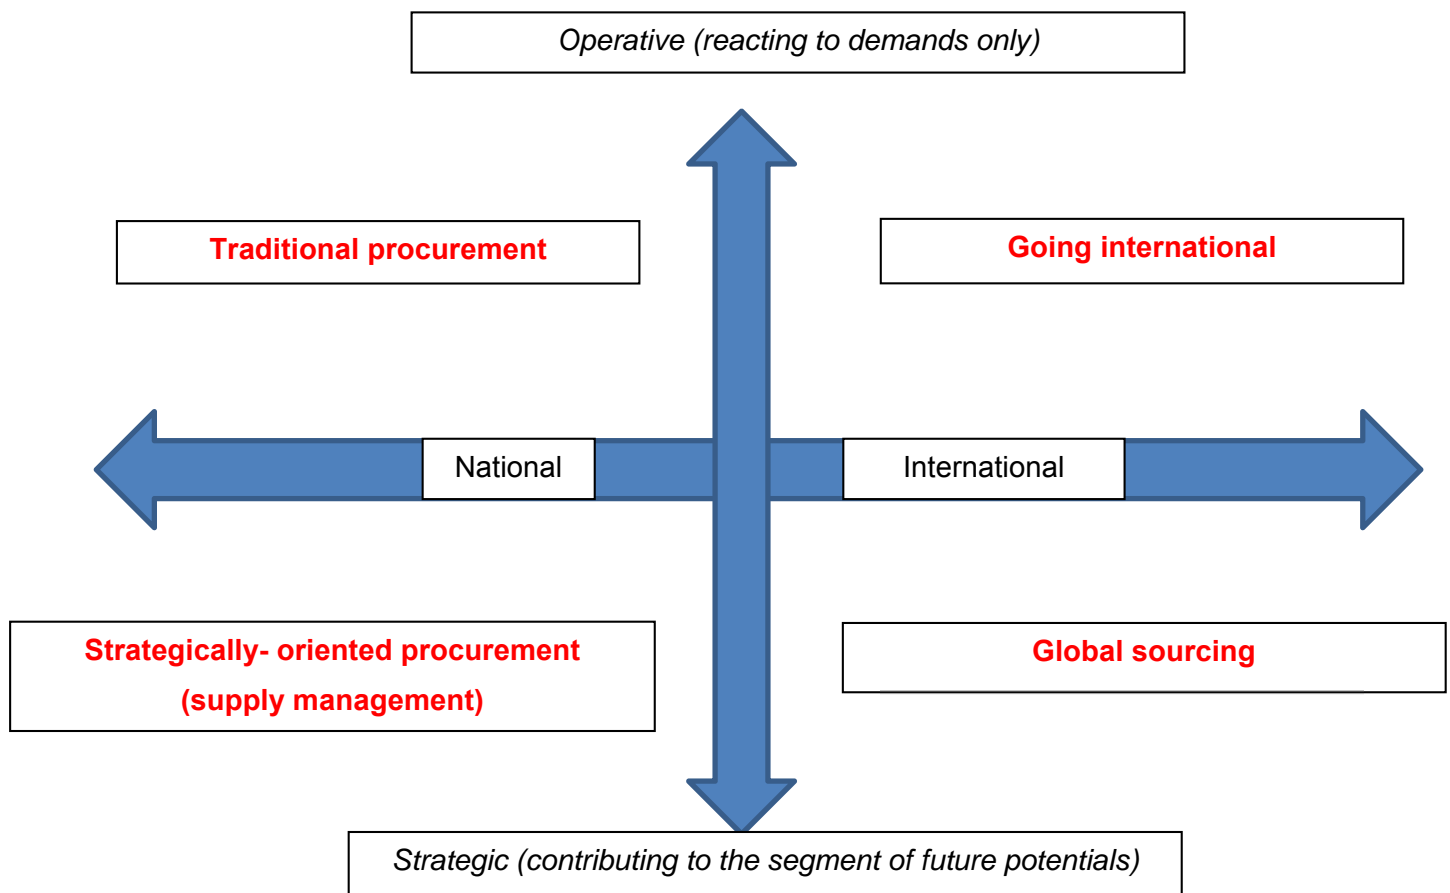 Operative (reacting to demands only)
Traditional procurement
Going international
National
International
Strategically- oriented procurement
(supply management)
Global sourcing
Strategic (contributing to the segment of future potentials)